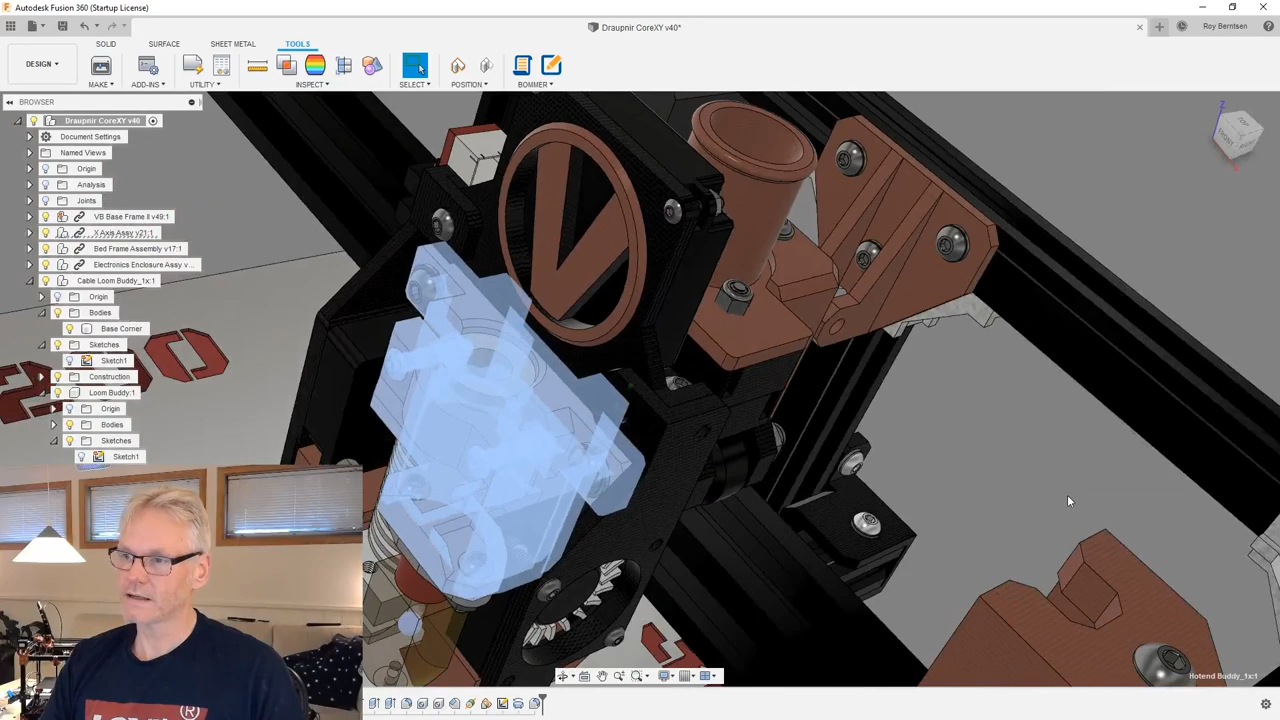 Autodesk Fusion 360 (Startup License)
Draupnir CoreXY v40*
Roy Berntsen
DESIGN
SOLID
SURFACE
SHEET METAL
TOOLS
MAKE
ADD-INS
UTILITY
INSPECT
SELECT
POSITION
BOMMER
BROWSER
Draupnir CoreXY v40
Document Settings
Named Views
Origin
Analysis
Joints
VB Base Frame II v49:1
X Axis Assy v21:1
Bed Frame Assembly v17:1
Electronics Enclosure Assy v...
Cable Loom Buddy_1x:1
Origin
Bodies
Base Corner
Sketches
Sketch1
Construction
Loom Buddy:1
Origin
Bodies
Sketches
Sketch1
Z
TOP
FRONT
Hotend Buddy_1x:1